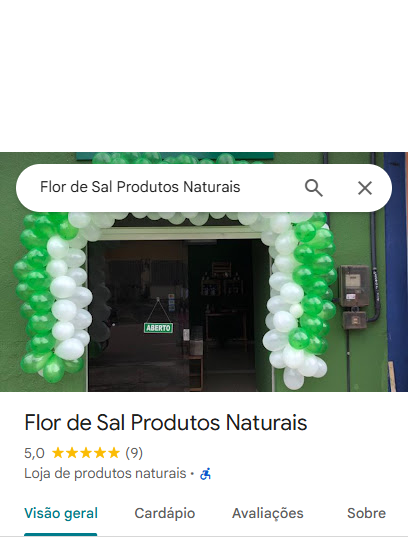 Flor de Sal Produtos Naturais
ABERTO
Flor de Sal Produtos Naturais
5,0 (9)
Loja de produtos naturais ·
Visão geral Cardápio Avaliações Sobre